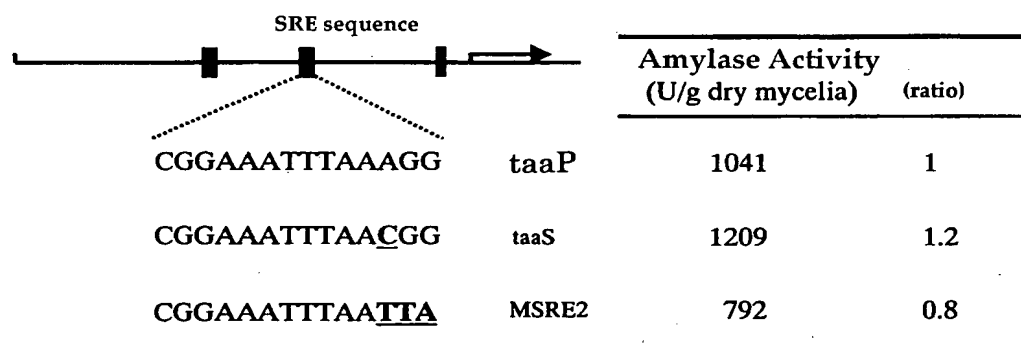 SRE sequence
Amylase Activity
(U/g dry mycelia) (ratio)
CGGAAATTTAAAGG taaP 1041 1
CGGAAATTTAACGG taaS 1209 1.2
CGGAAATTTAATTA MSRE2 792 0.8